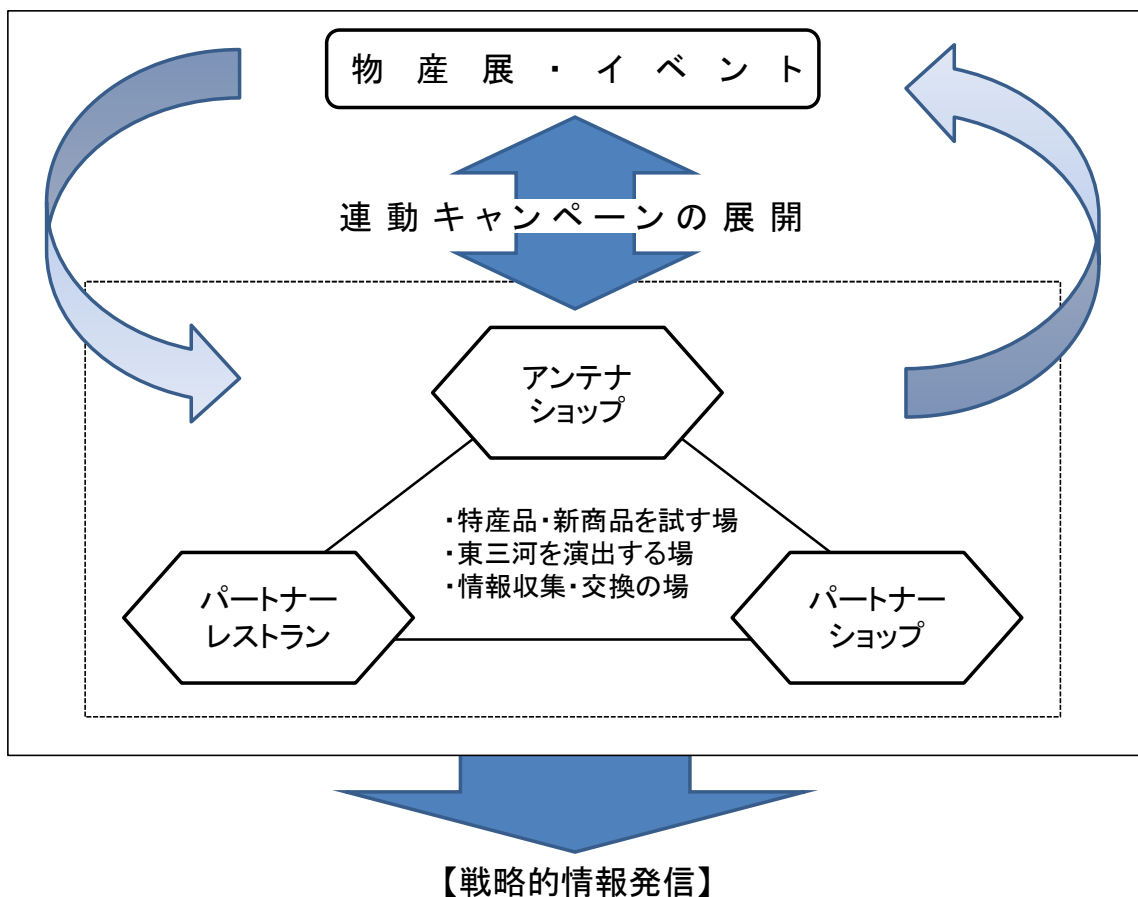 物産展・イベント
連動キャンペーンの展開
アンテナ
ショップ
・特産品・新商品を試す場
・東三河を演出する場
・情報収集・交換の場
パートナー
レストラン
パートナー
ショップ
【戦略的情報発信】